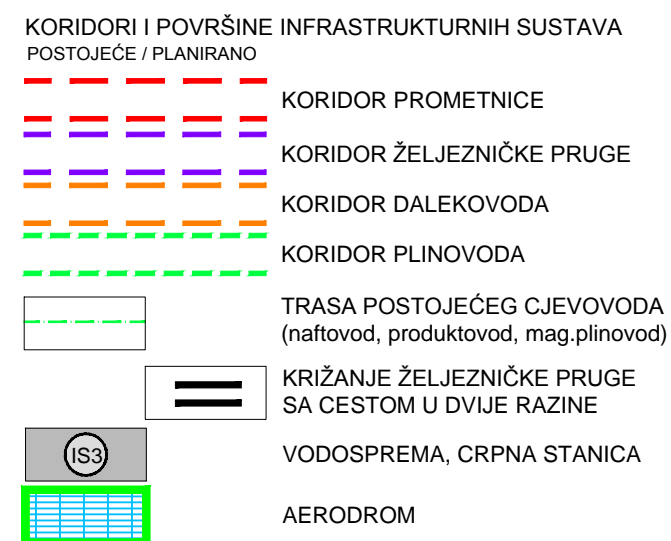 KORIDORI I POVRŠINE INFRASTRUKTURNIH SUSTAVA
POSTOJEĆE / PLANIRANO
KORIDOR PROMETNICE
KORIDOR ŽELJEZNIČKE PRUGE
KORIDOR DALEKOVODA
KORIDOR PLINOVODA
TRASA POSTOJEĆEG CJEVOVODA
(naftovod, produktovod, mag.plinovod)
KRIŽANJE ŽELJEZNIČKE PRUGE
SA CESTOM U DVIJE RAZINE
IS3
VODOSPREMA, CRPNA STANICA
AERODROM